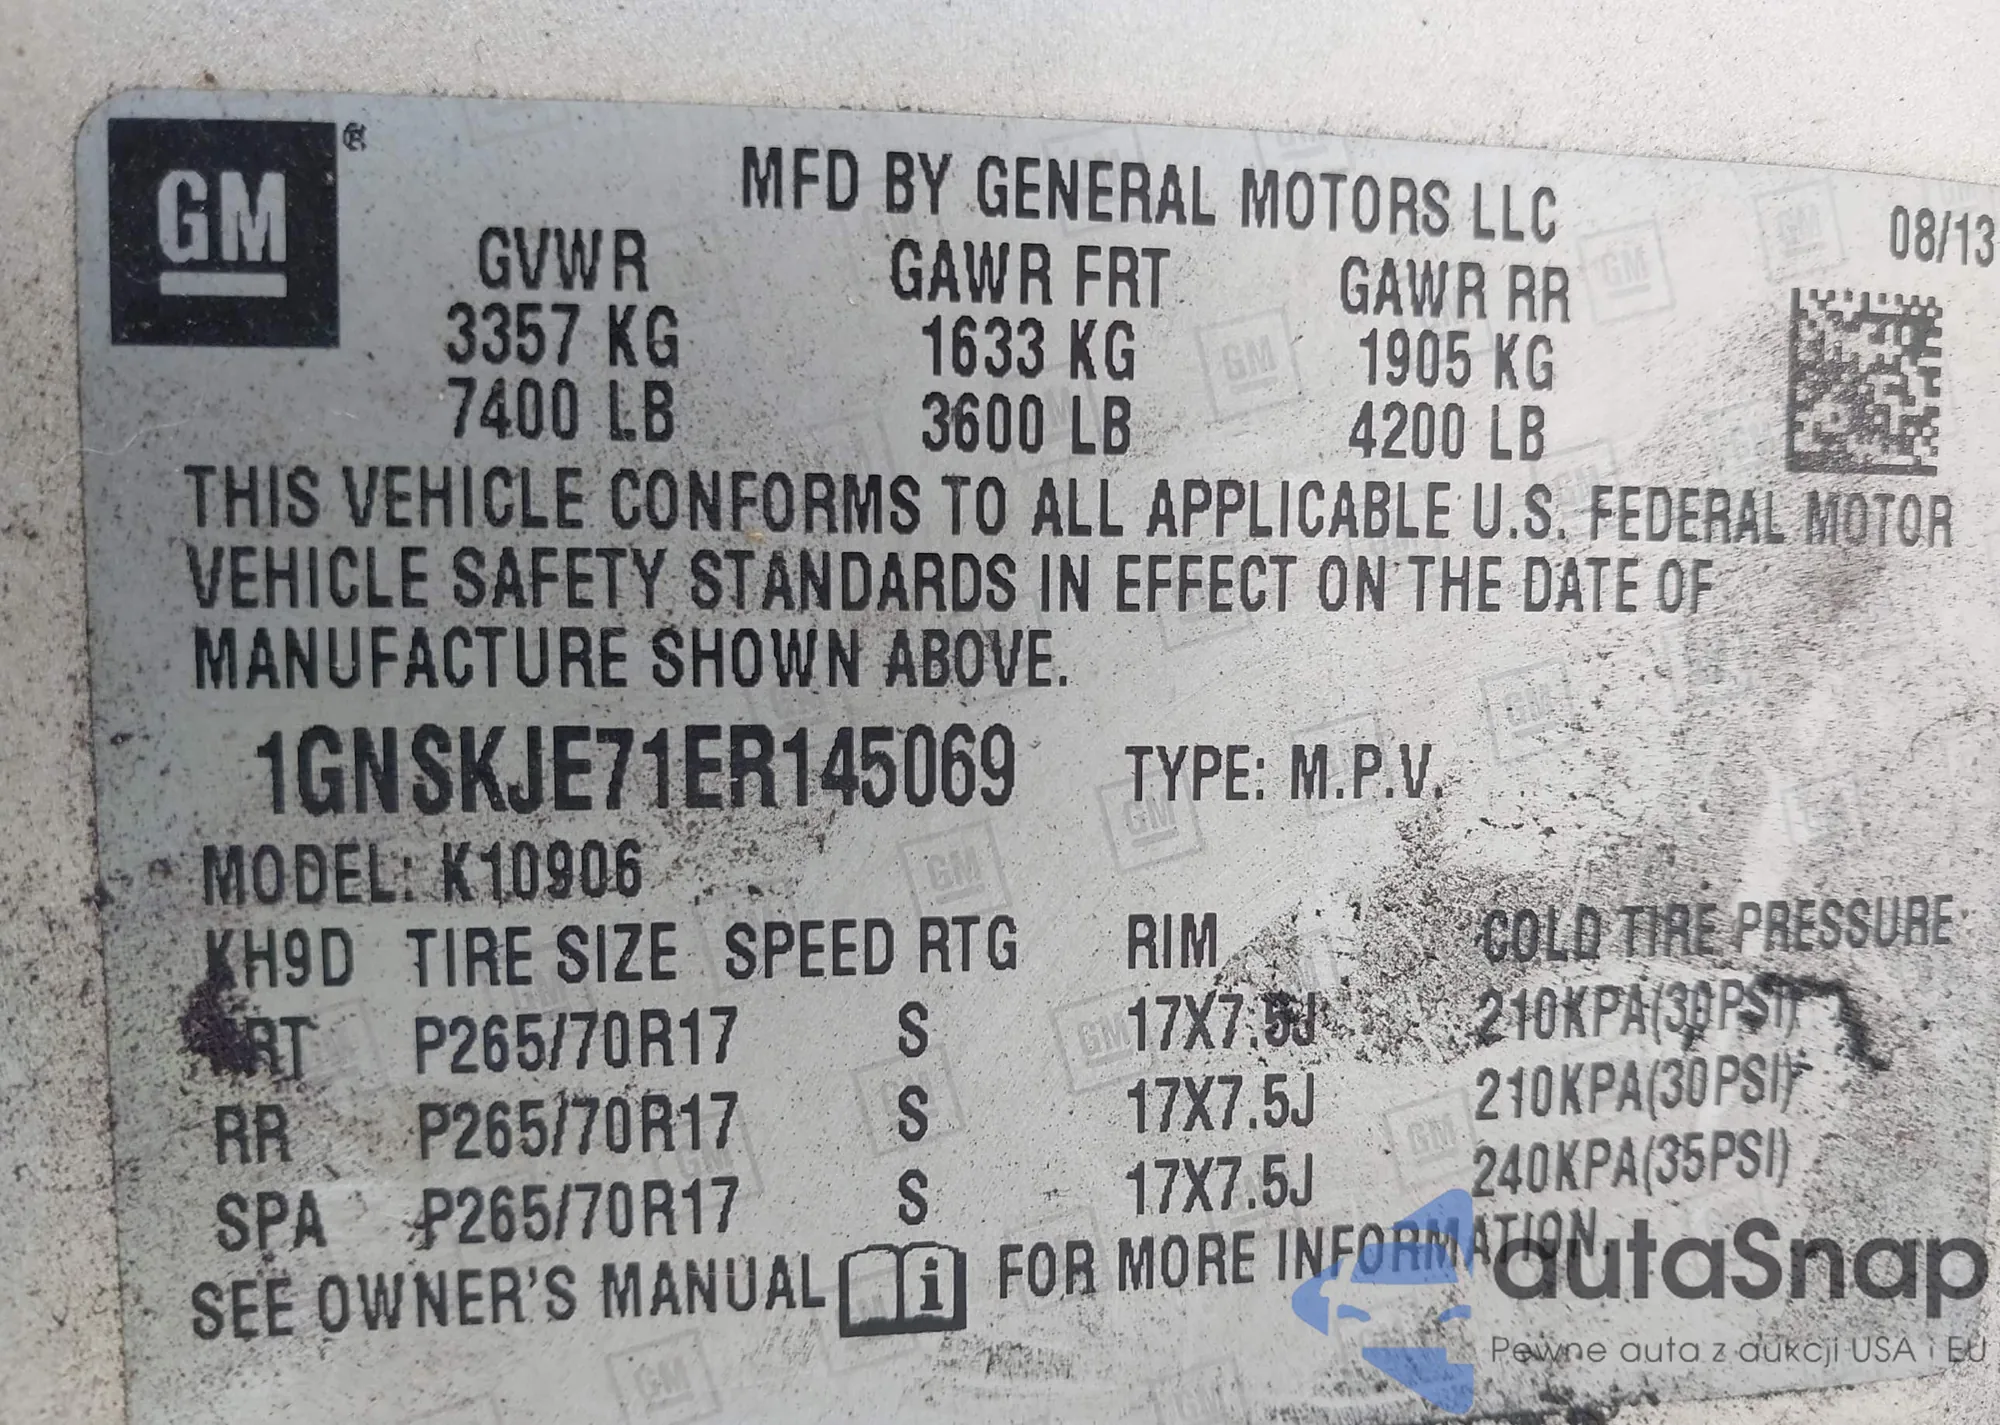 GM®
MFD BY GENERAL MOTORS LLC
08/13
GVWR GAWR FRT GAWR RR
3357 KG 1633 KG 1905 KG
7400 LB 3600 LB 4200 LB
THIS VEHICLE CONFORMS TO ALL APPLICABLE U.S. FEDERAL MOTOR
VEHICLE SAFETY STANDARDS IN EFFECT ON THE DATE OF
MANUFACTURE SHOWN ABOVE.
1GNSKJE71ER145069 TYPE: M.P.V.
MODEL: K10906
KH9D TIRE SIZE SPEED RTG RIM COLD TIRE PRESSURE
FRT P265/70R17 S 17X7.5J 210KPA(30PSI)
RR P265/70R17 S 17X7.5J 210KPA(30PSI)
SPA P265/70R17 S 17X7.5J 240KPA(35PSI)
SEE OWNER'S MANUAL i FOR MORE INFORMATION.
autaSnap
Pewne auta z aukcji USA i EU